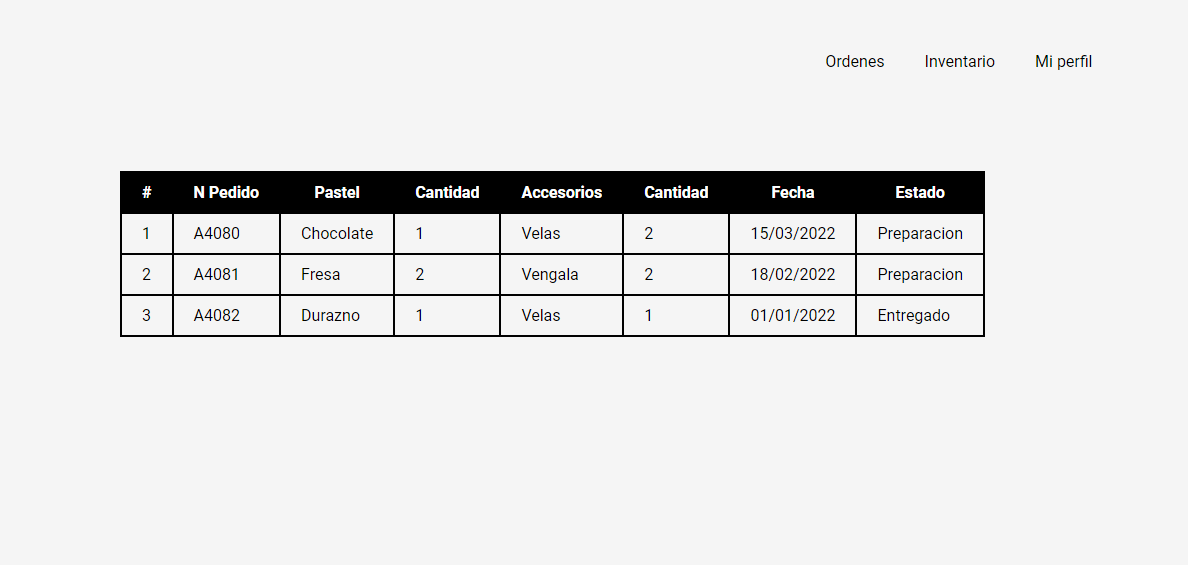 Ordenes Inventario Mi perfil
# N Pedido Pastel Cantidad Accesorios Cantidad Fecha Estado
1 A4080 Chocolate 1 Velas 2 15/03/2022 Preparacion
2 A4081 Fresa 2 Vengala 2 18/02/2022 Preparacion
3 A4082 Durazno 1 Velas 1 01/01/2022 Entregado